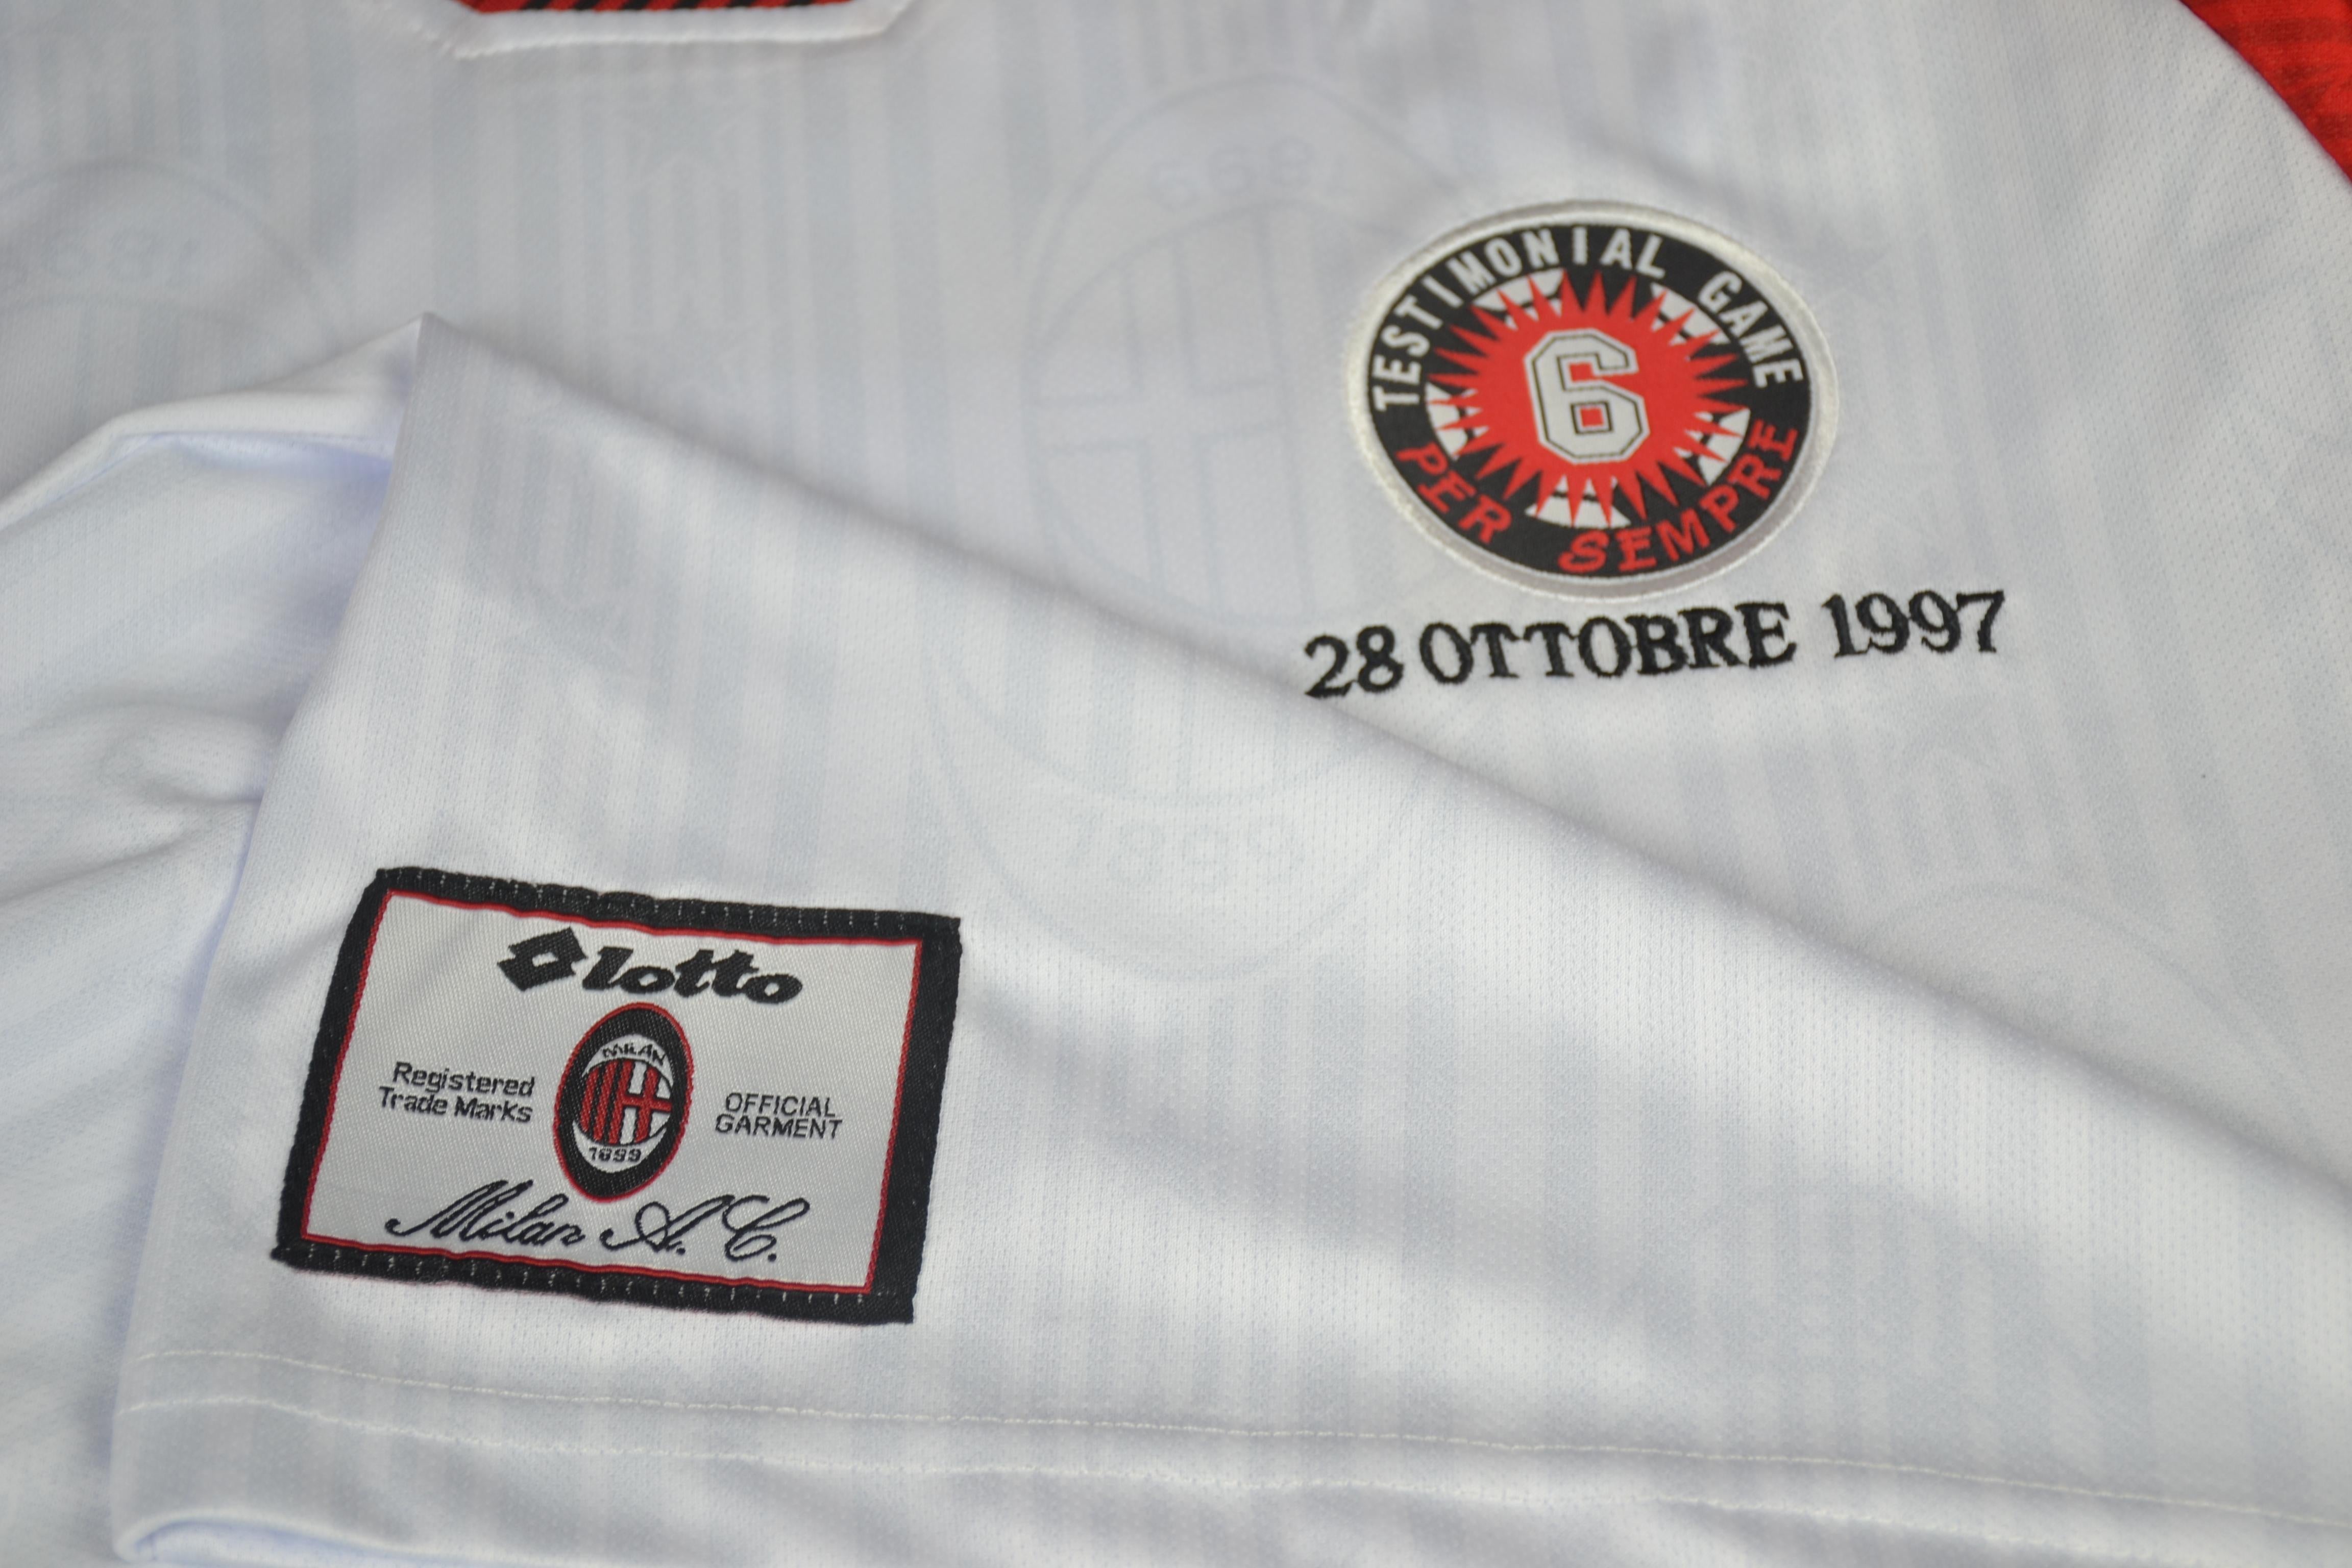 TESTIMONIAL GAME
6
PER SEMPRE
28 OTTOBRE 1997
lotto
MILAN
Registered
Trade Marks
OFFICIAL
GARMENT
1899
Milan A.C.